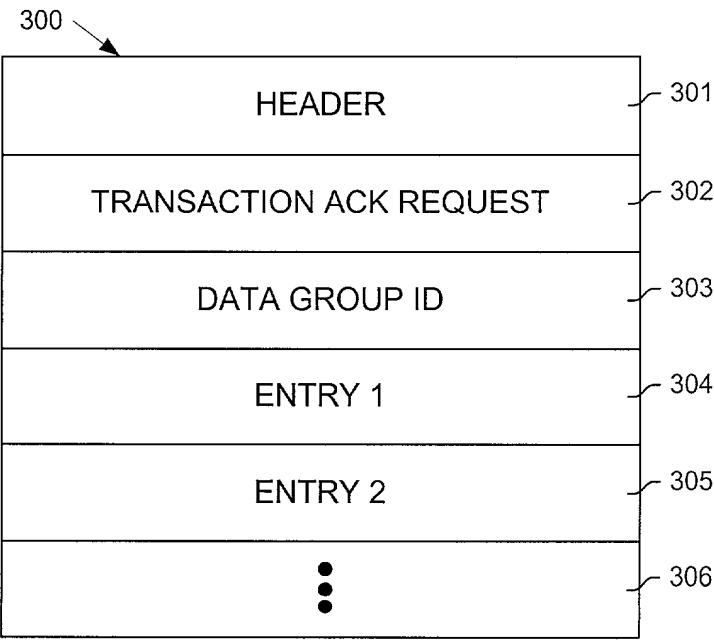 300
HEADER 301
TRANSACTION ACK REQUEST 302
DATA GROUP ID 303
ENTRY 1 304
ENTRY 2 305
306